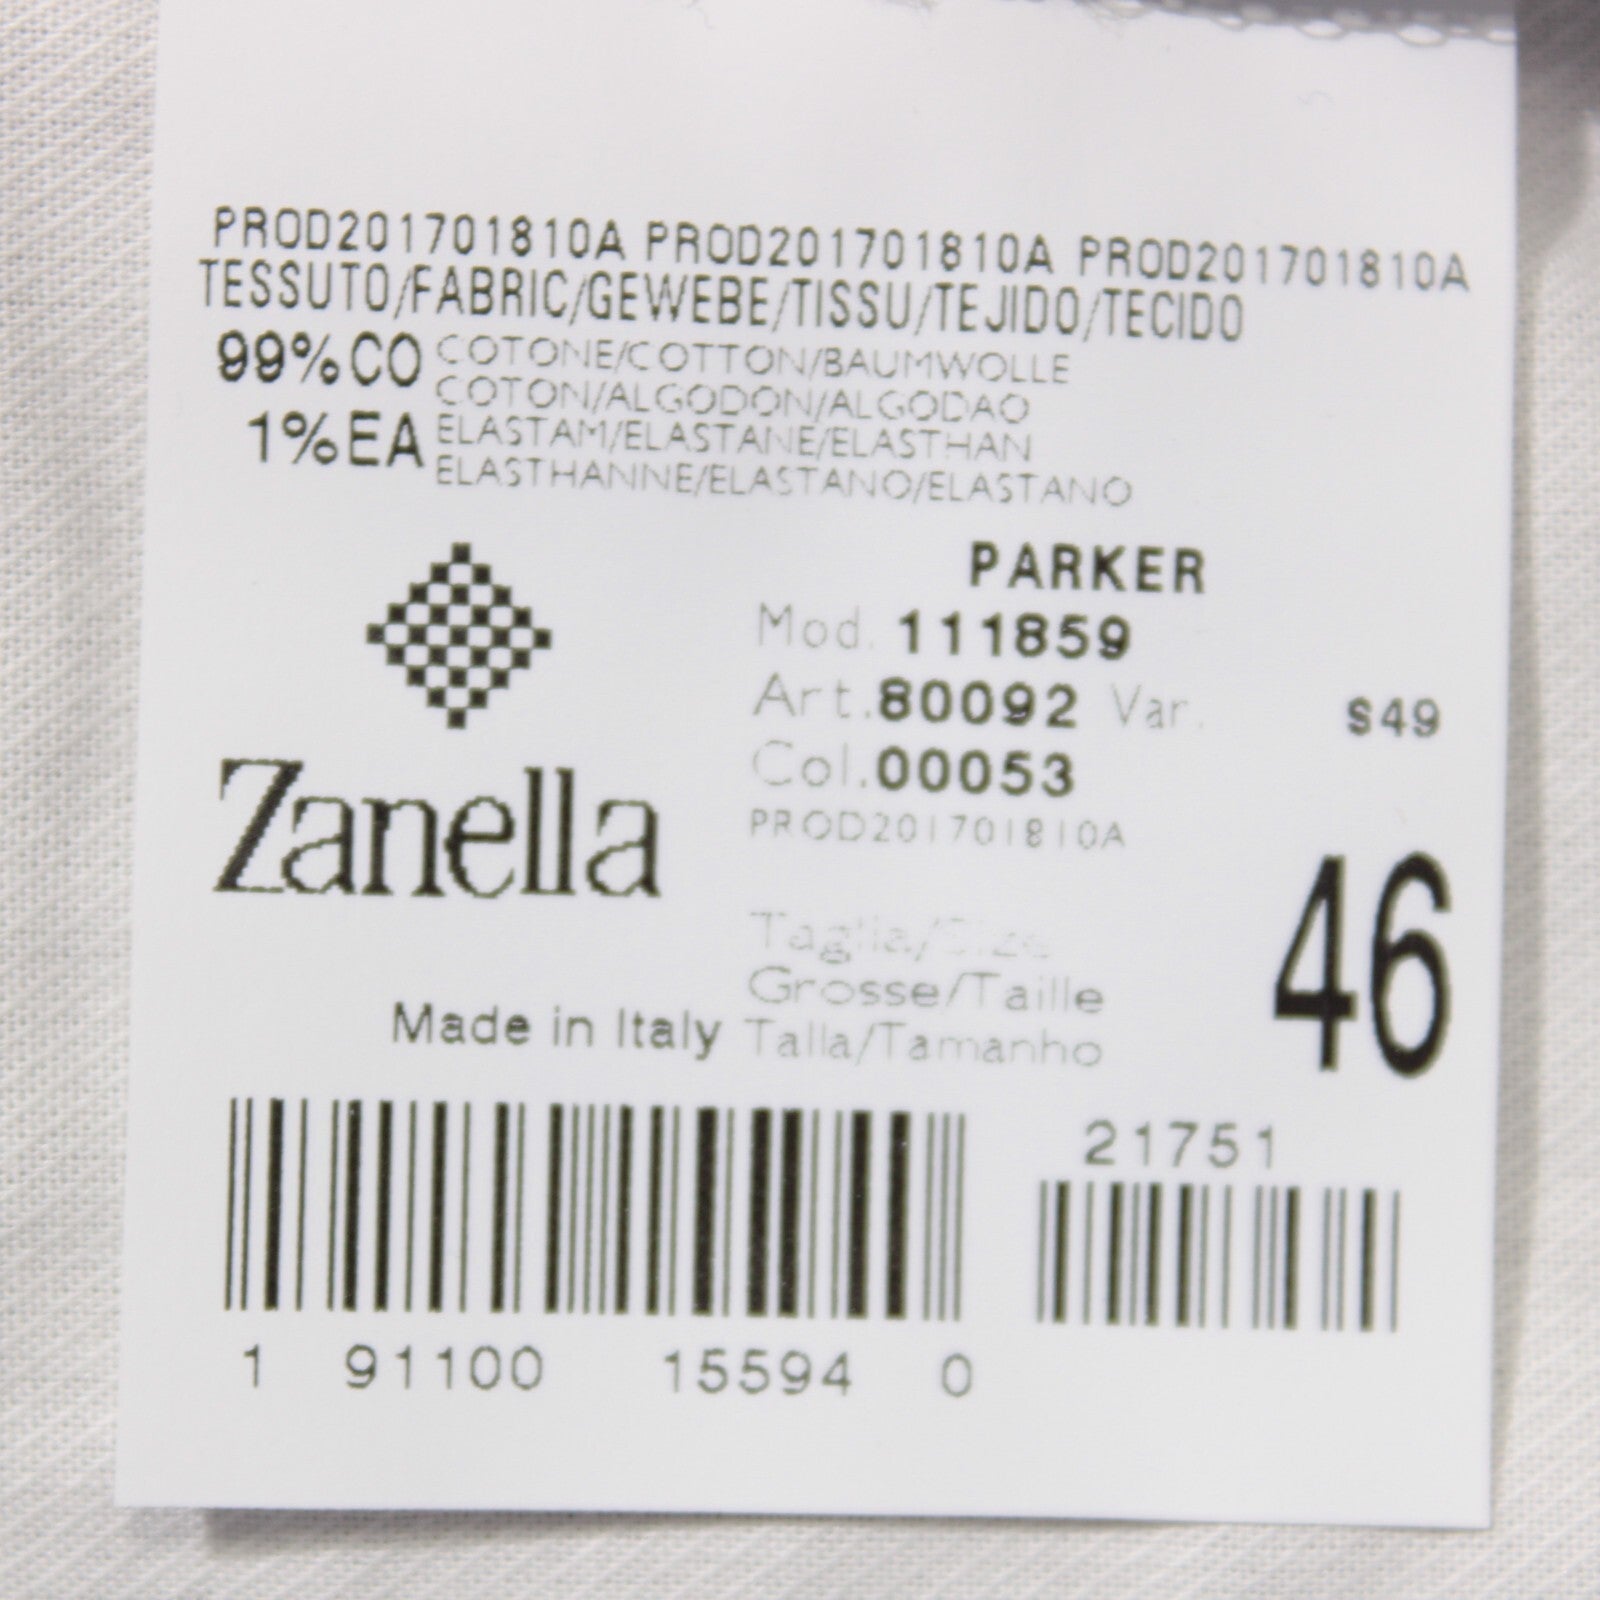 PROD201701810A PROD201701810A PROD201701810A
TESSUTO/FABRIC/GEWEBE/TISSU/TEJIDO/TECIDO
99%CO COTONE/COTTON/BAUMWOLLE
COTON/ALGODON/ALGODAO
1%EA ELASTAM/ELASTANE/ELASTHAN
ELASTHANNE/ELASTANO/ELASTANO
PARKER
Mod. 111859
Art.80092 Var. S49
Col.00053
PROD201701810A
Zanella
Taglia/Size
Grosse/Taille
Talla/Tamanho
46
Made in Italy
21751
1 91100 15594 0